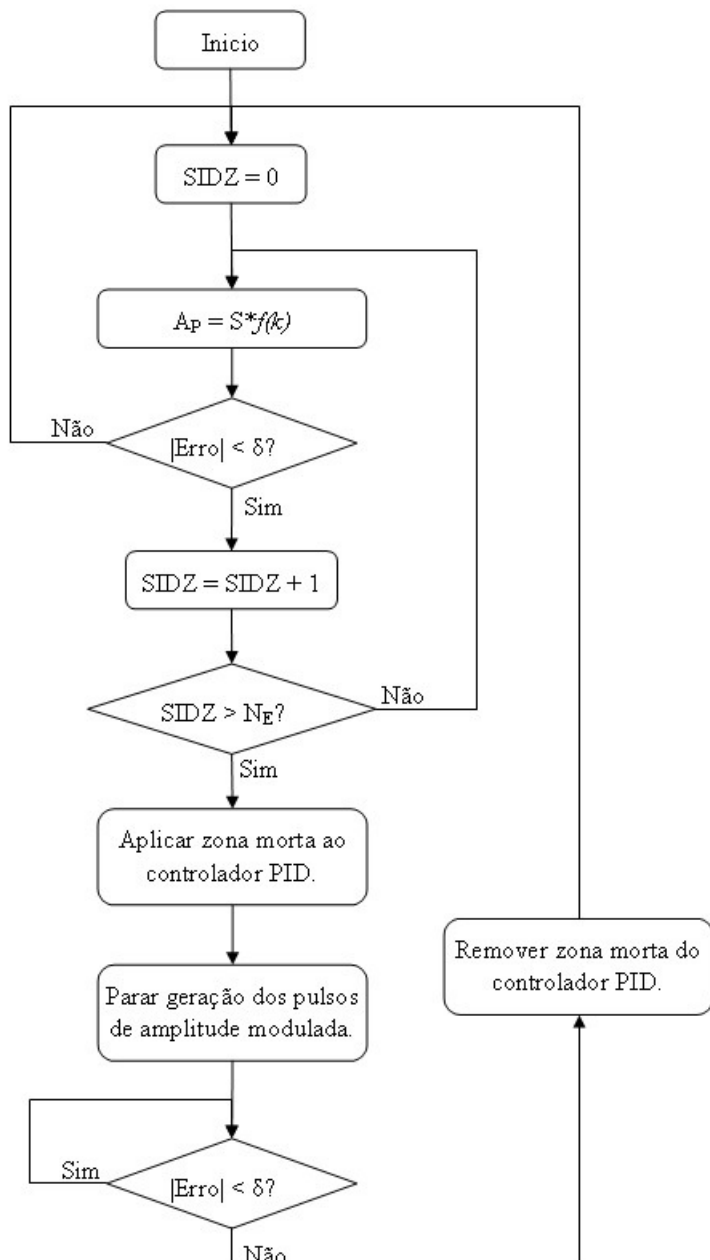 Inicio
SIDZ = 0
AP = S*f(k)
Não
|Erro| < δ?
Sim
SIDZ = SIDZ + 1
SIDZ > NE?
Não
Sim
Aplicar zona morta ao
controlador PID.
Remover zona morta do
controlador PID.
Parar geração dos pulsos
de amplitude modulada.
Sim
|Erro| < δ?
Não